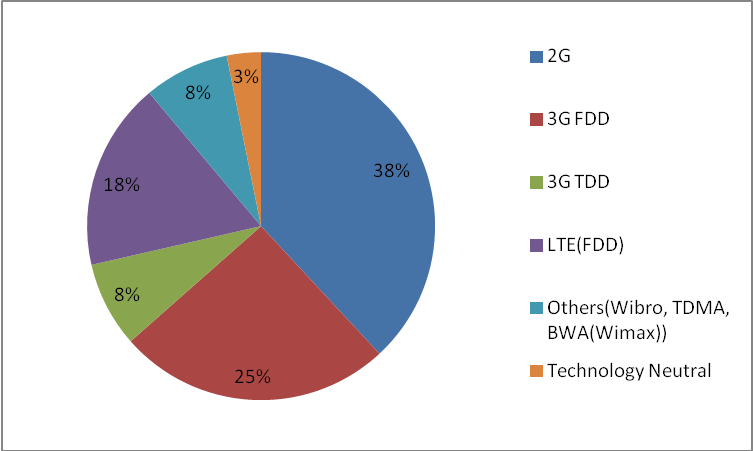 2G
3G FDD
3G TDD
LTE(FDD)
Others(Wibro, TDMA,
BWA(Wimax))
Technology Neutral
38%
25%
8%
18%
8%
3%